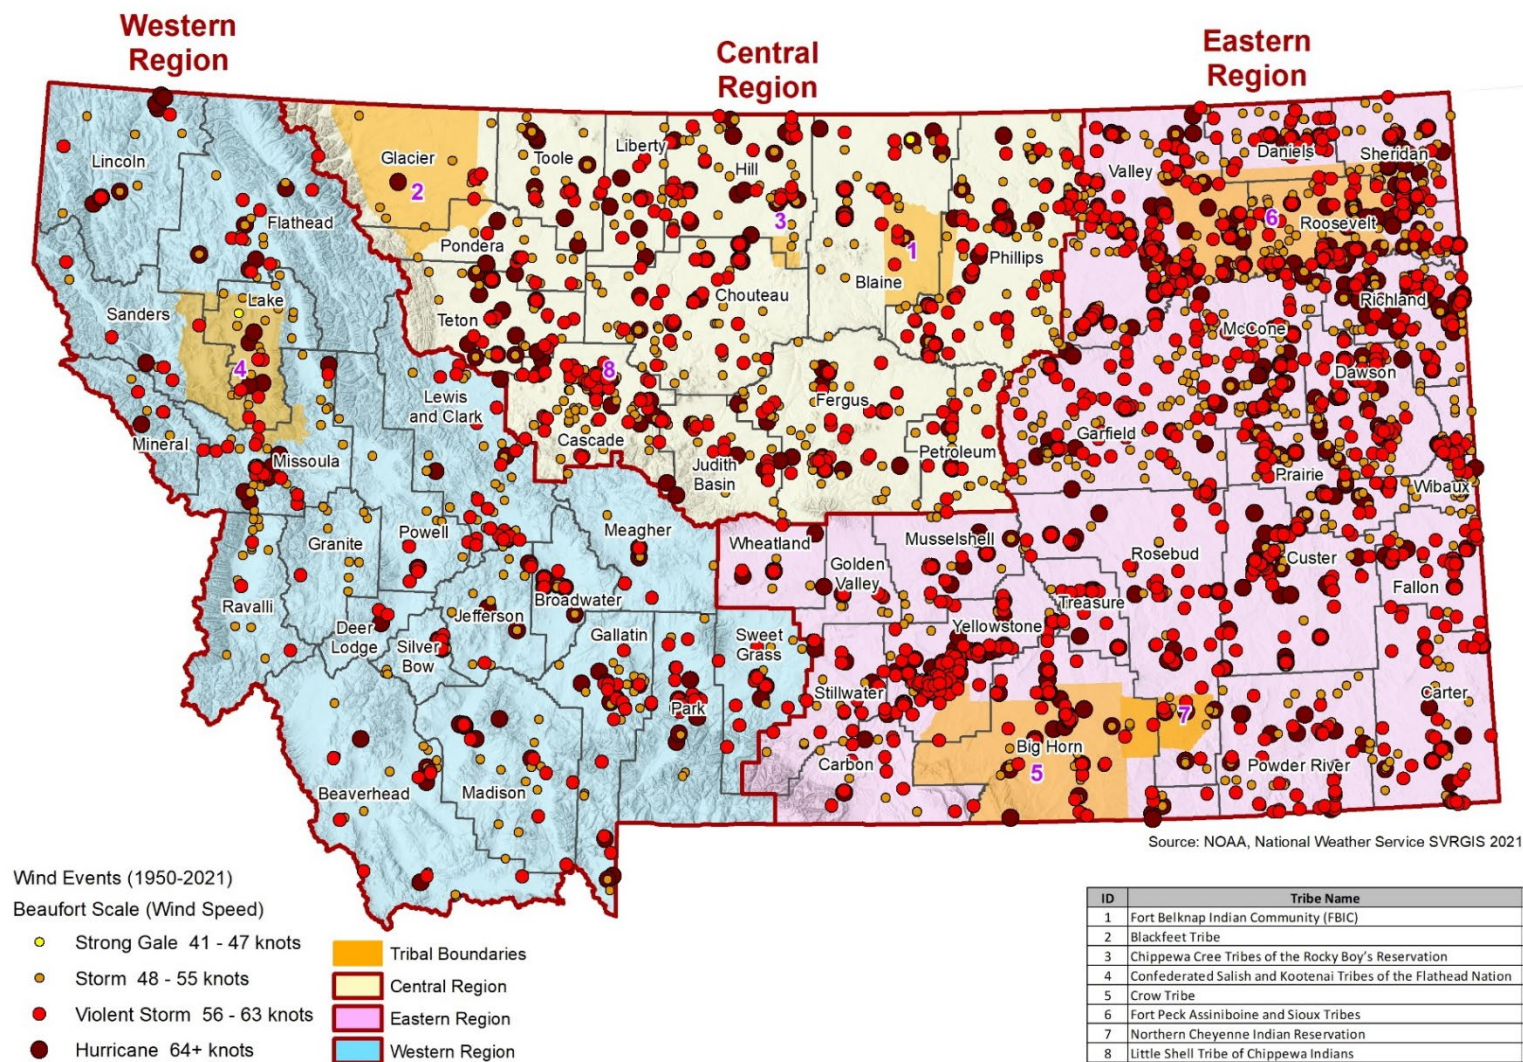 Western
Region
Central
Region
Eastern
Region
Lincoln
Glacier
2
Toole
Liberty
Hill
3
Daniels
Sheridan
Valley
6
Roosevelt
Flathead
Pondera
1
Phillips
Blaine
Chouteau
Sanders
Lake
4
Teton
8
Richland
McCone
Dawson
Lewis
and Clark
Fergus
Mineral
Missoula
Cascade
Judith
Basin
Petroleum
Garfield
Prairie
Wibaux
Powell
Granite
Meagher
Wheatland
Golden
Valley
Musselshell
Rosebud
Custer
Fallon
Ravalli
Deer
Lodge
Silver
Bow
Jefferson
Broadwater
Gallatin
Sweet
Grass
Yellowstone
Treasure
Stillwater
Park
Carter
7
Big Horn
5
Carbon
Powder River
Beaverhead
Madison
Source: NOAA, National Weather Service SVRGIS 2021
Wind Events (1950-2021)
Beaufort Scale (Wind Speed)
Strong Gale 41 - 47 knots
Storm 48 - 55 knots
Violent Storm 56 - 63 knots
Hurricane 64+ knots
Tribal Boundaries
Central Region
Eastern Region
Western Region
ID Tribe Name
1 Fort Belknap Indian Community (FBIC)
2 Blackfeet Tribe
3 Chippewa Cree Tribes of the Rocky Boy's Reservation
4 Confederated Salish and Kootenai Tribes of the Flathead Nation
5 Crow Tribe
6 Fort Peck Assiniboine and Sioux Tribes
7 Northern Cheyenne Indian Reservation
8 Little Shell Tribe of Chippewa Indians